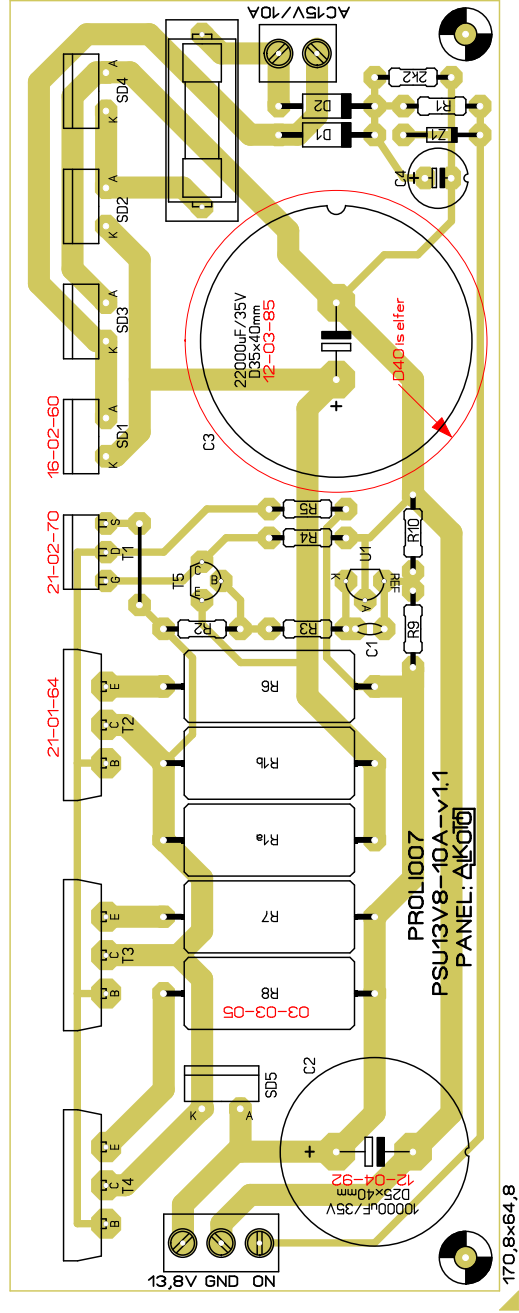 AC15V/10A
A
SD4
K
2k2
D2
R1
D1
Z1
A
SD2
K
C4
+
22000uF/35V
D35x40mm
12-03-85
D40 is elfer
A
SD3
K
+
16-02-60
A
SD1
K
C3
21-02-70
S
D
G
T1
R5
R4
R10
T5
C
B
E
U1
K
REF
A
R2
R3
C1
R9
21-01-64
E
C
B
T2
R6
R1b
R1a
E
C
B
T3
R7
R8
03-03-05
PROLI007
PSU13V8-10A-v1.1
PANEL: ALKOTÓ
SD5
K
A
C2
+
12-04-92
D25x40mm
10000uF/35V
E
C
B
T4
13,8V GND ON
170,8x64,8